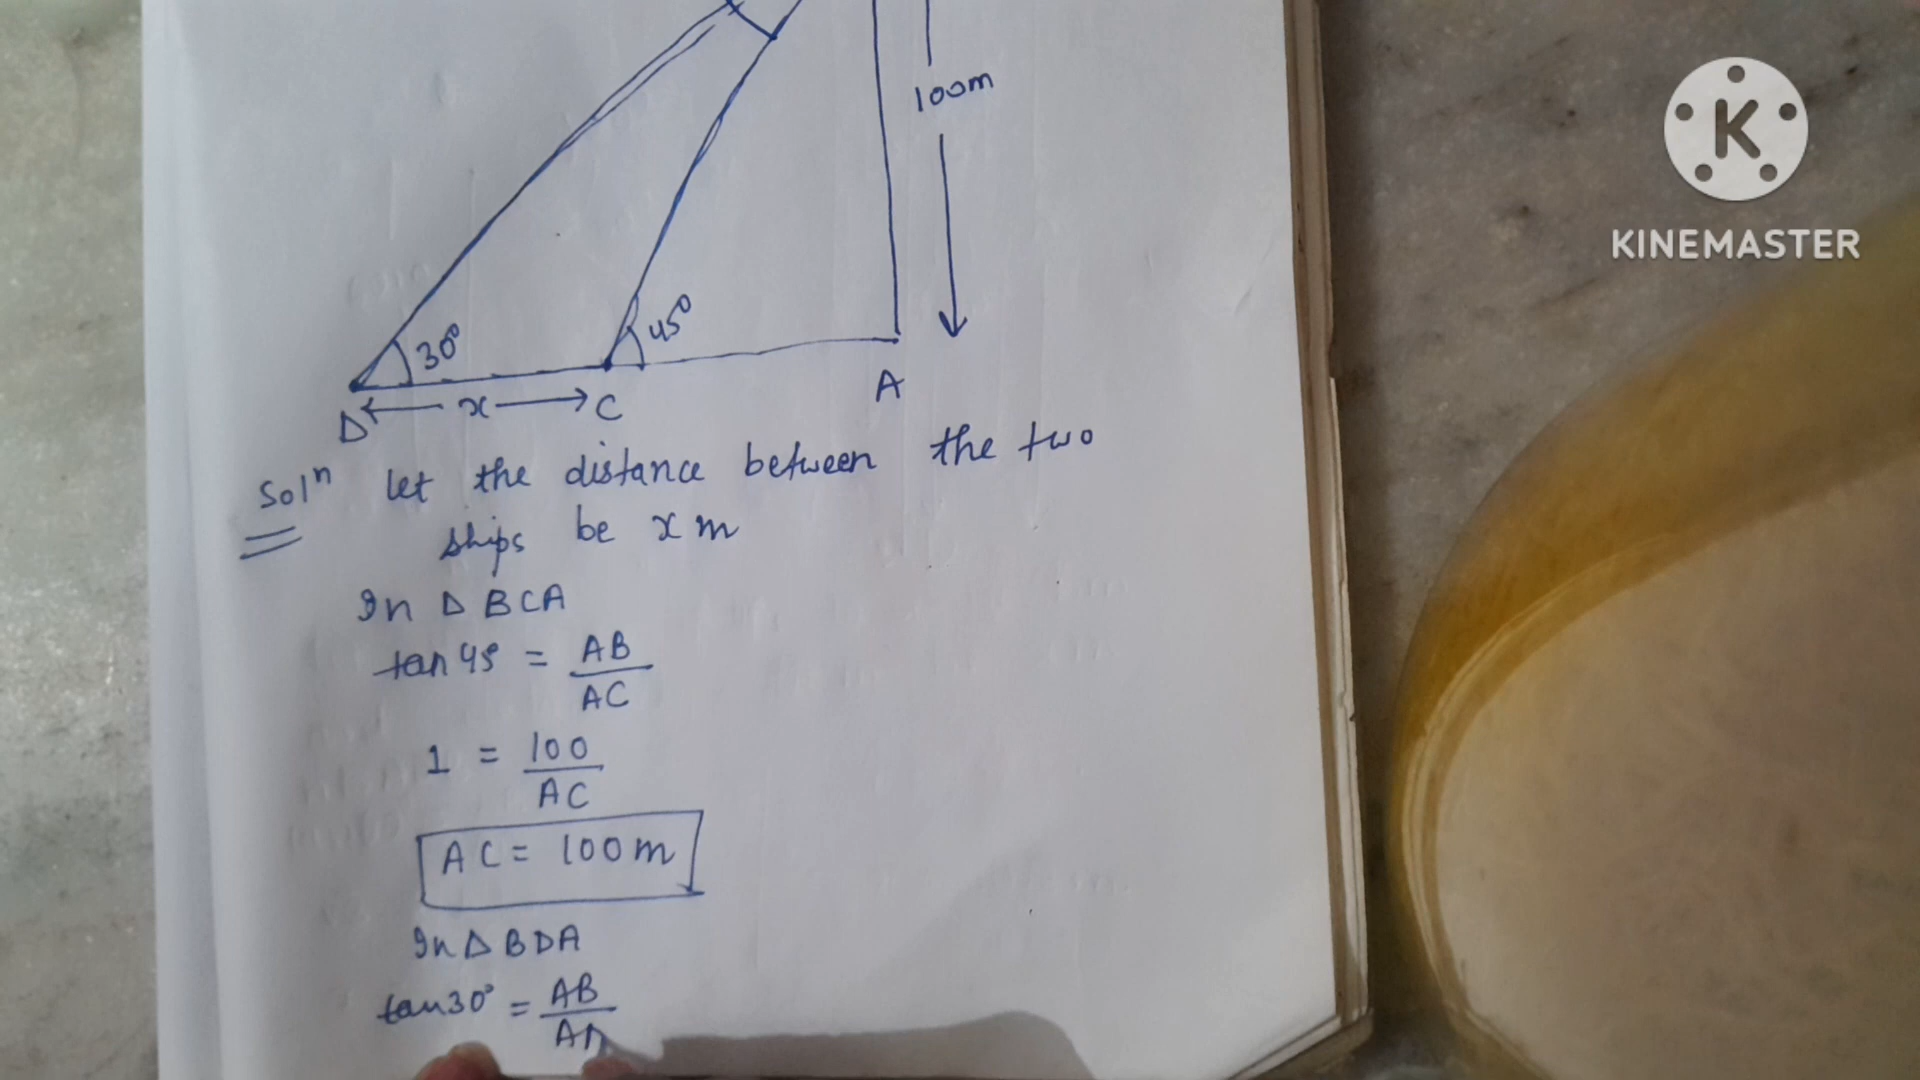 100m
K
KINEMASTER
30°
45°
D x C
A
Solⁿ let the distance between the two
ships be x m
In Δ BCA
tan 45° = AB
AC
1 = 100
AC
AC = 100m
In Δ BDA
tan30° = AB
AD